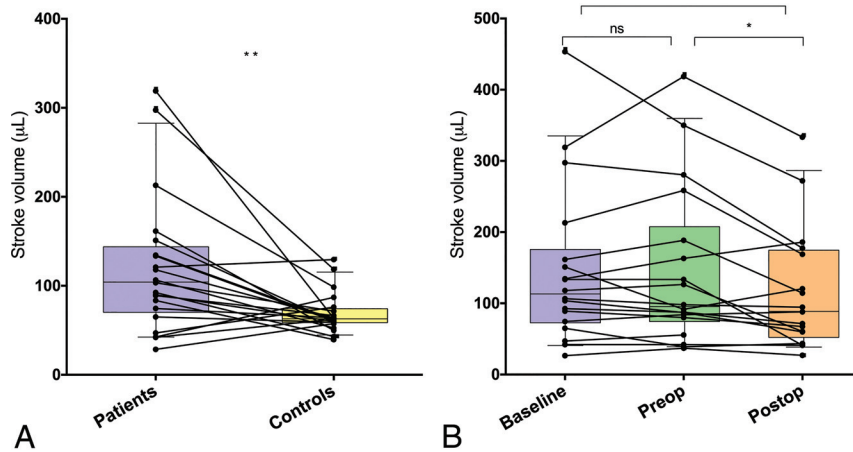 400
300
200
100
0
Stroke volume (μL)
**
Patients
Controls
A
500
400
300
200
100
0
Stroke volume (μL)
ns
*
Baseline
Preop
Postop
B